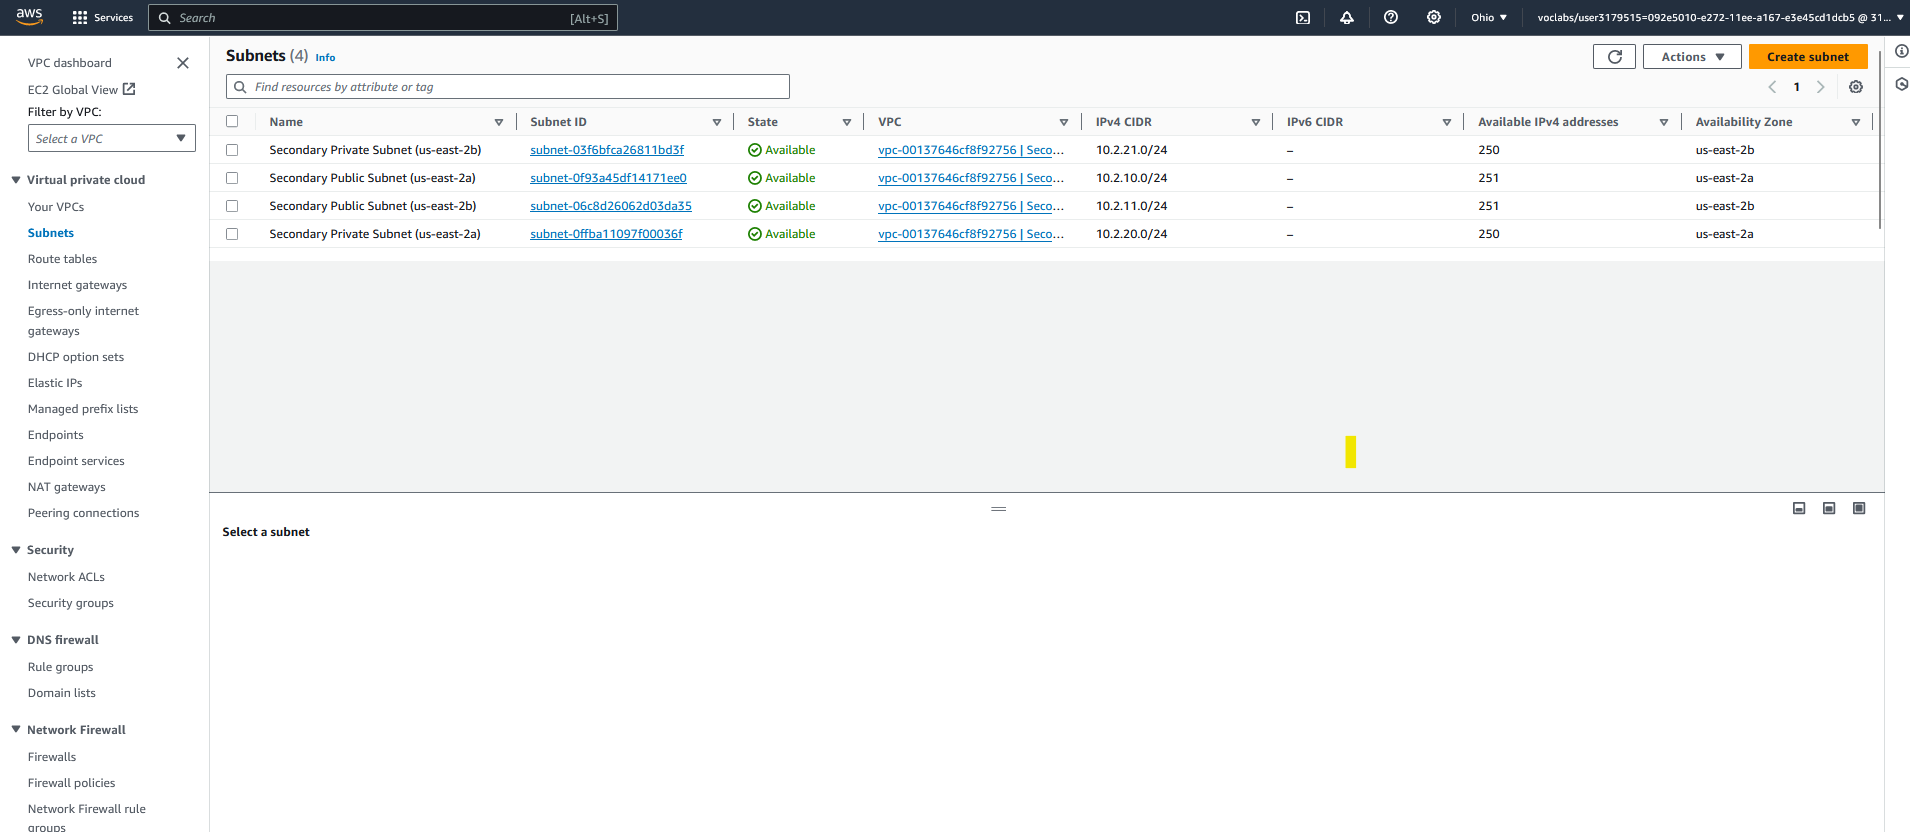 aws Services Search [Alt+S] Ohio voclabs/user3179515=092e5010-e272-11ee-a167-e3e45cd1dcb5 @ 31...
VPC dashboard
EC2 Global View
Filter by VPC:
Select a VPC
Virtual private cloud
Your VPCs
Subnets
Route tables
Internet gateways
Egress-only internet
gateways
DHCP option sets
Elastic IPs
Managed prefix lists
Endpoints
Endpoint services
NAT gateways
Peering connections
Security
Network ACLs
Security groups
DNS firewall
Rule groups
Domain lists
Network Firewall
Firewalls
Firewall policies
Network Firewall rule
groups
Subnets (4) Info
Actions Create subnet
Find resources by attribute or tag
1
Name Subnet ID State VPC IPv4 CIDR IPv6 CIDR Available IPv4 addresses Availability Zone
Secondary Private Subnet (us-east-2b) subnet-03f6bfca26811bd3f Available vpc-00137646cf8f92756 | Seco... 10.2.21.0/24 – 250 us-east-2b
Secondary Public Subnet (us-east-2a) subnet-0f93a45df14171ee0 Available vpc-00137646cf8f92756 | Seco... 10.2.10.0/24 – 251 us-east-2a
Secondary Public Subnet (us-east-2b) subnet-06c8d26062d03da35 Available vpc-00137646cf8f92756 | Seco... 10.2.11.0/24 – 251 us-east-2b
Secondary Private Subnet (us-east-2a) subnet-0ffba11097f00036f Available vpc-00137646cf8f92756 | Seco... 10.2.20.0/24 – 250 us-east-2a
Select a subnet